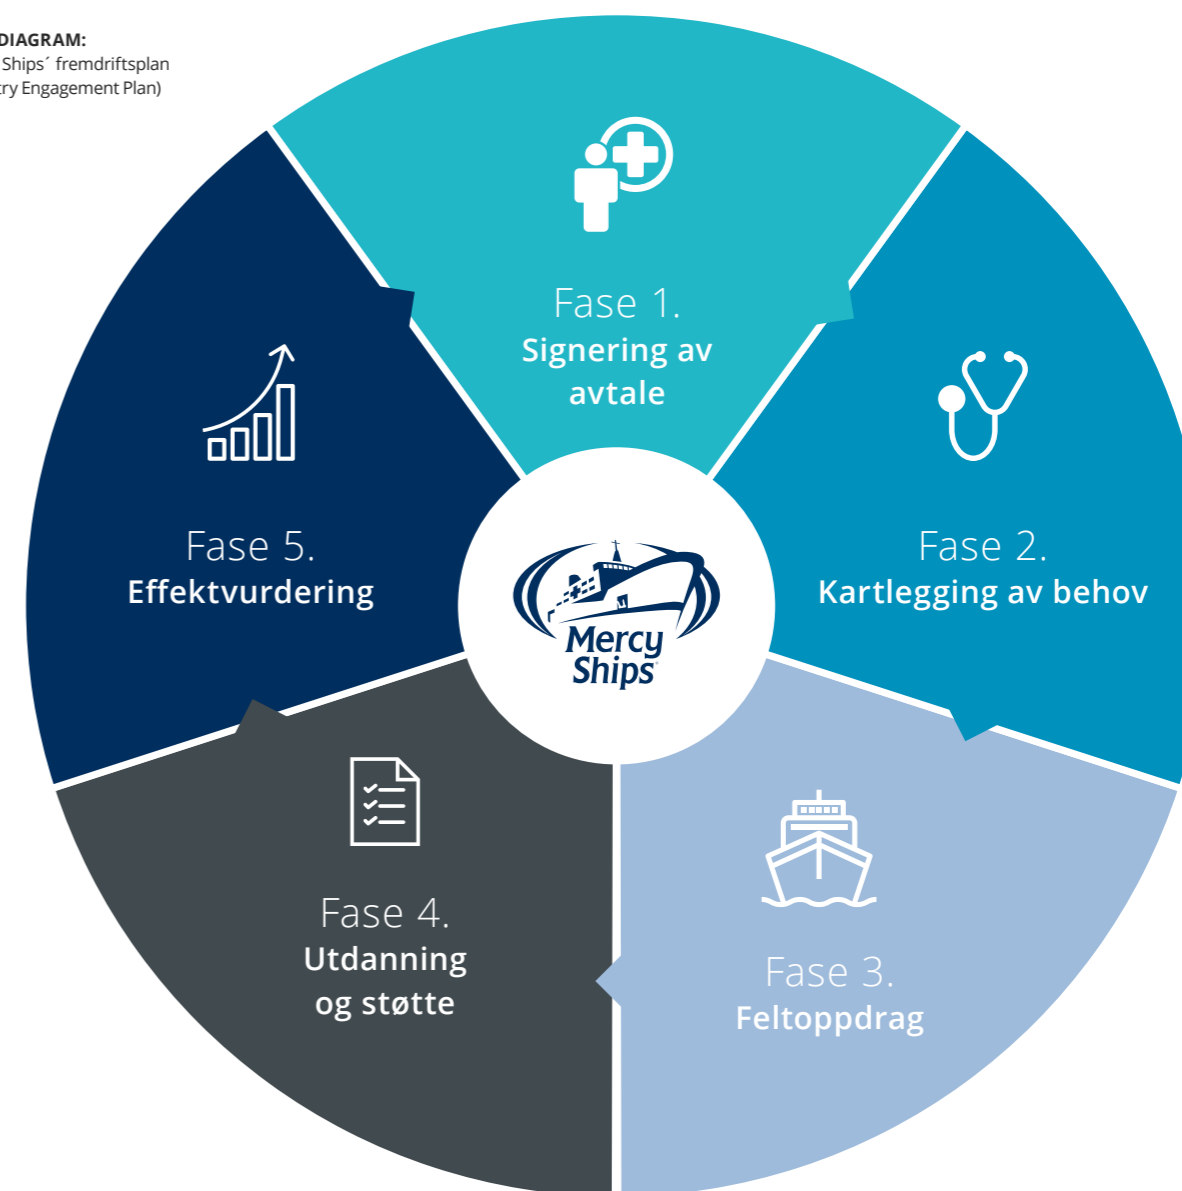 DIAGRAM:
Ships´ fremdriftsplan
try Engagement Plan)
Fase 1.
Signering av
avtale
Fase 2.
Kartlegging av behov
Fase 3.
Feltoppdrag
Fase 4.
Utdanning
og støtte
Fase 5.
Effektvurdering
Mercy
Ships